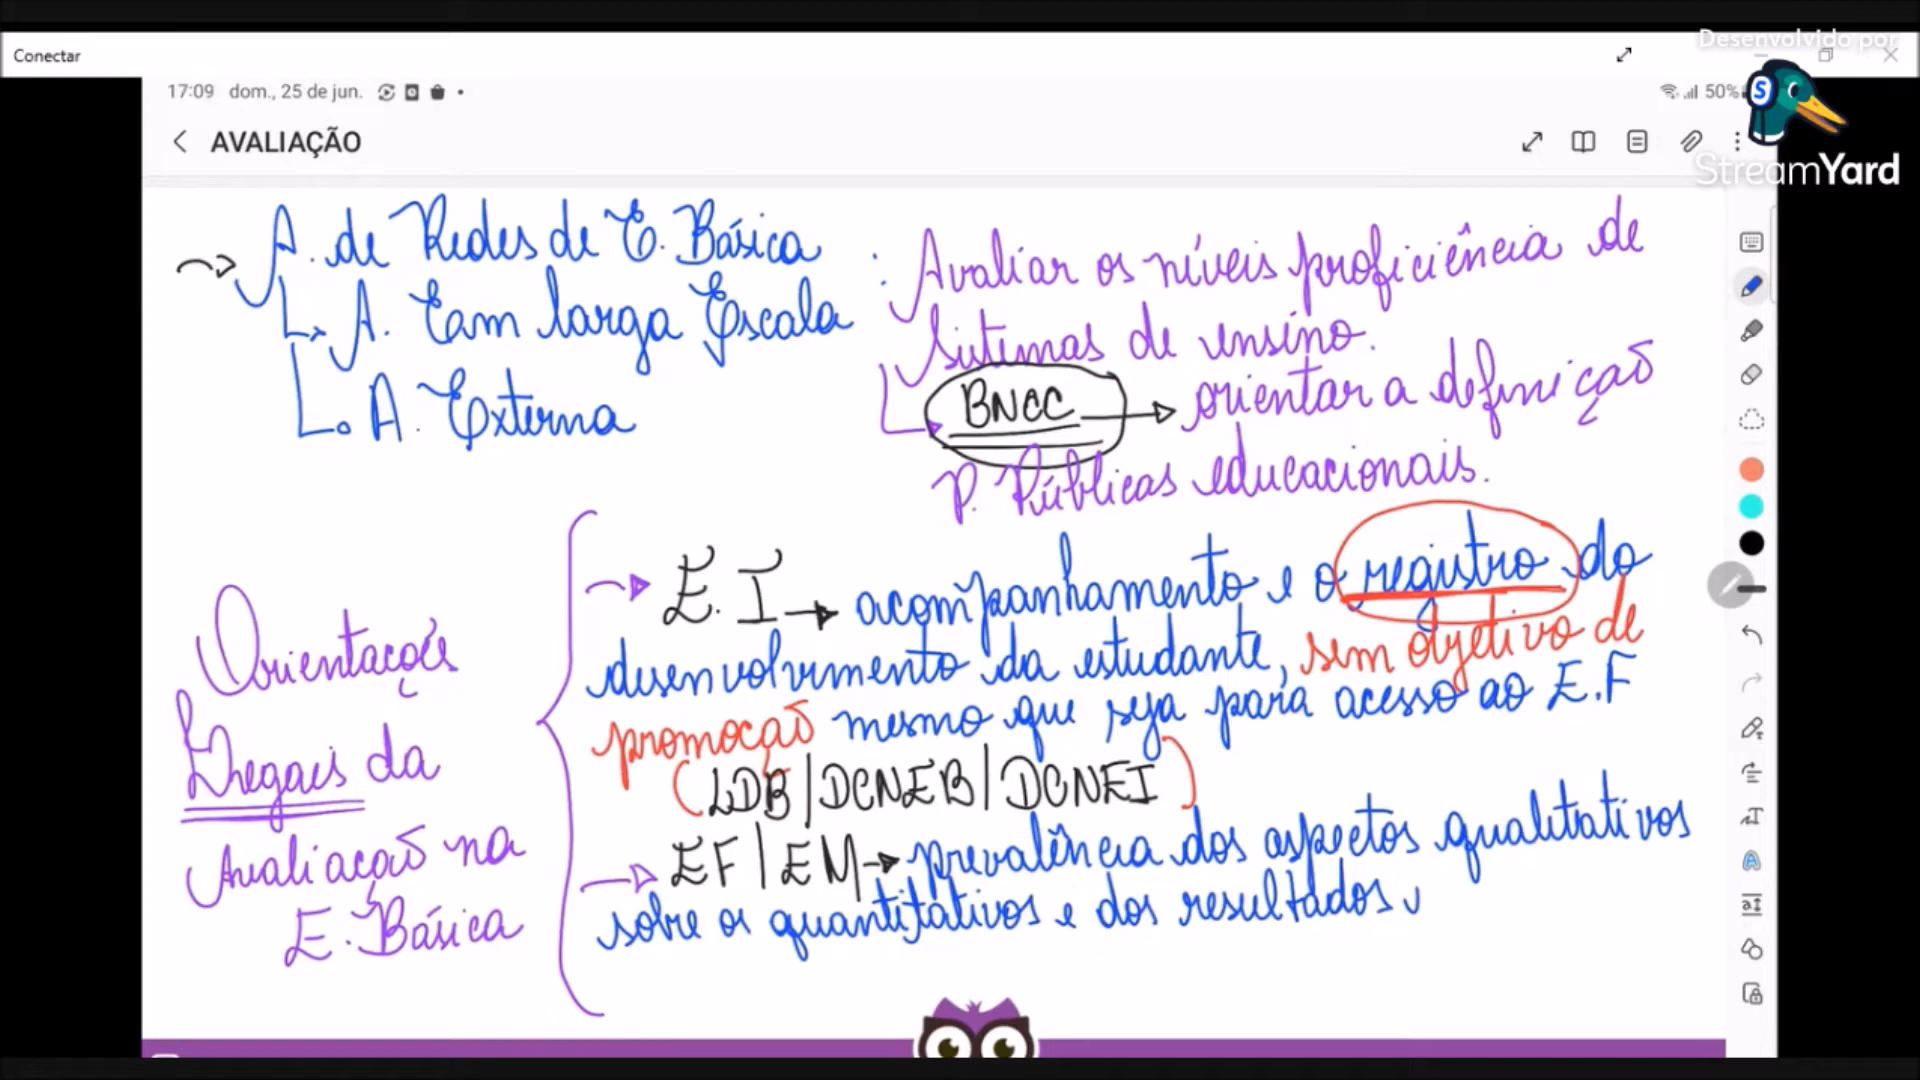 Desenvolvido por
Conectar
17:09 dom., 25 de jun.
50%
AVALIAÇÃO
StreamYard
A. de Redes de E. Básica
A. Eam larga Escala
A. Externa
: Avaliar os níveis proficiência de
sistemas de ensino.
BNCC → orientar a definição
P. Públicas educacionais.
Orientações
Legais da
Avaliação na
E. Básica
E. I → acompanhamento e o registro do
desenvolvimento da estudante, sem objetivo de
promoção mesmo que seja para acesso ao E.F
(LDB|DCNEB|DCNEI)
EF|EM → prevalência dos aspectos qualitativos
sobre os quantitativos e dos resultados